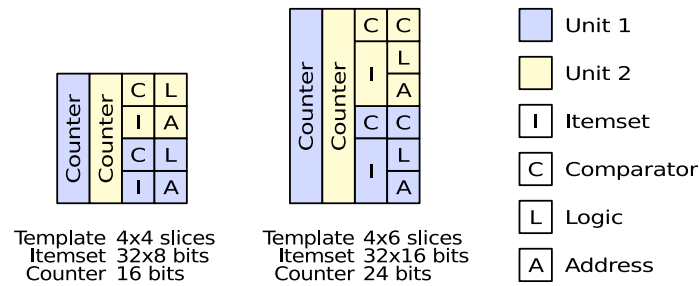 Counter
Counter
C L
I A
C L
I A
Template 4x4 slices
Itemset 32x8 bits
Counter 16 bits
Counter
Counter
C C
I L
A
C C
I L
A
Template 4x6 slices
Itemset 32x16 bits
Counter 24 bits
Unit 1
Unit 2
I Itemset
C Comparator
L Logic
A Address